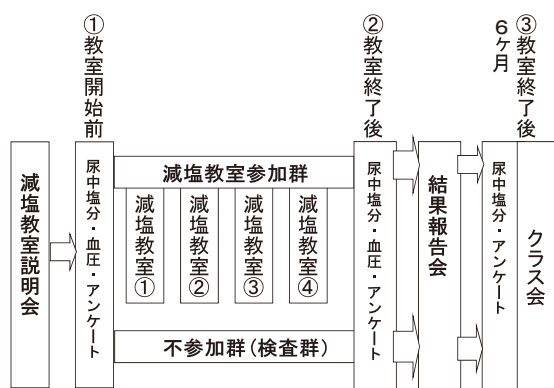 ①教室開始前
②教室終了後
③教室終了後
6ヶ月
減塩教室説明会
尿中塩分・血圧・アンケート
減塩教室参加群
減塩教室①
減塩教室②
減塩教室③
減塩教室④
不参加群(検査群)
尿中塩分・血圧・アンケート
結果報告会
尿中塩分・アンケート
クラス会